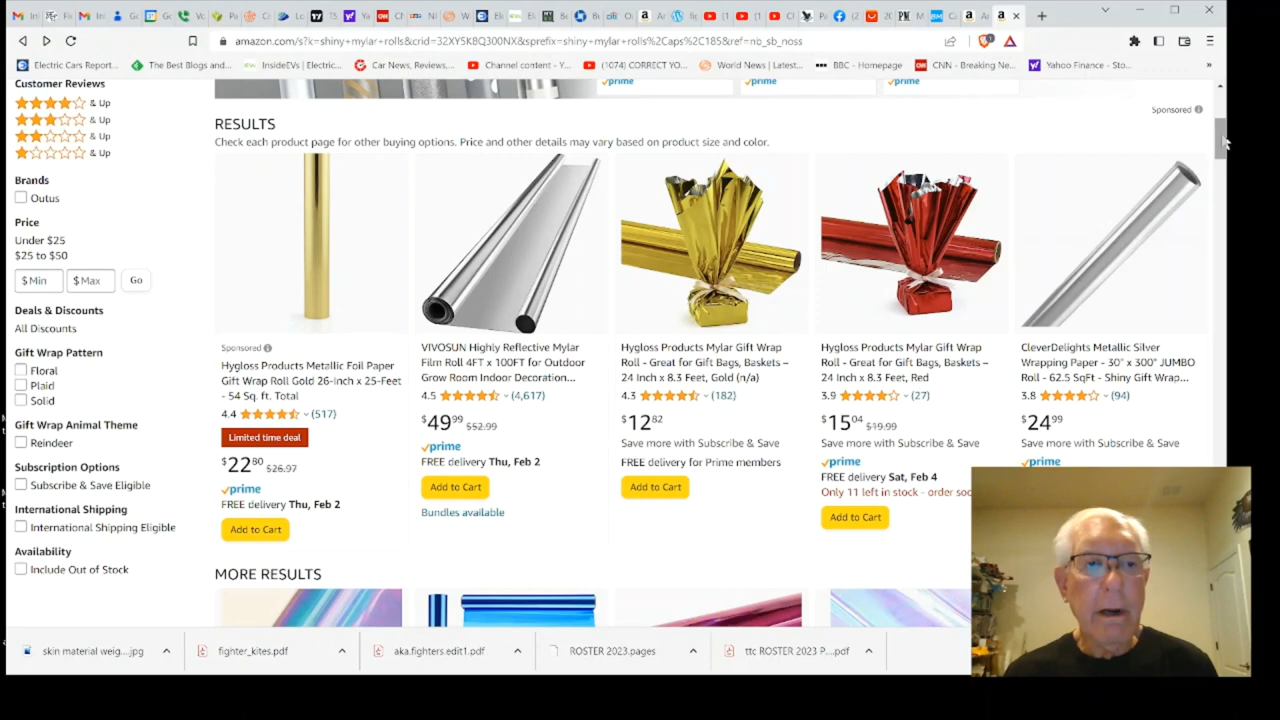 amazon.com/s?k=shiny+mylar+rolls&crid=32XY5K8Q300NX&sprefix=shiny+mylar+rolls%2Caps%2C185&ref=nb_sb_noss
Electric Cars Report... The Best Blogs and... InsideEVs | Electric... Car News, Reviews,... Channel content - Y... (1074) CORRECT YO... World News | Latest... BBC - Homepage CNN - Breaking Ne... Yahoo Finance - Sto...
prime prime prime
Sponsored
Customer Reviews
& Up
& Up
& Up
& Up
Brands
Outus
Price
Under $25
$25 to $50
$ Min $ Max Go
Deals & Discounts
All Discounts
Gift Wrap Pattern
Floral
Plaid
Solid
Gift Wrap Animal Theme
Reindeer
Subscription Options
Subscribe & Save Eligible
International Shipping
International Shipping Eligible
Availability
Include Out of Stock
RESULTS
Check each product page for other buying options. Price and other details may vary based on product size and color.
Sponsored
Hygloss Products Metallic Foil Paper
Gift Wrap Roll Gold 26-Inch x 25-Feet
- 54 Sq. ft. Total
4.4 (517)
Limited time deal
$2280 $26.97
prime
FREE delivery Thu, Feb 2
Add to Cart
VIVOSUN Highly Reflective Mylar
Film Roll 4FT x 100FT for Outdoor
Grow Room Indoor Decoration...
4.5 (4,617)
$4999 $52.99
prime
FREE delivery Thu, Feb 2
Add to Cart
Bundles available
Hygloss Products Mylar Gift Wrap
Roll - Great for Gift Bags, Baskets –
24 Inch x 8.3 Feet, Gold (n/a)
4.3 (182)
$1282
Save more with Subscribe & Save
FREE delivery for Prime members
Add to Cart
Hygloss Products Mylar Gift Wrap
Roll - Great for Gift Bags, Baskets –
24 Inch x 8.3 Feet, Red
3.9 (27)
$1504 $19.99
Save more with Subscribe & Save
prime
FREE delivery Sat, Feb 4
Only 11 left in stock - order soo
Add to Cart
CleverDelights Metallic Silver
Wrapping Paper - 30" x 300" JUMBO
Roll - 62.5 SqFt - Shiny Gift Wrap...
3.8 (94)
$2499
Save more with Subscribe & Save
prime
MORE RESULTS
skin material weig....jpg fighter_kites.pdf aka.fighters.edit1.pdf ROSTER 2023.pages ttc ROSTER 2023 P....pdf